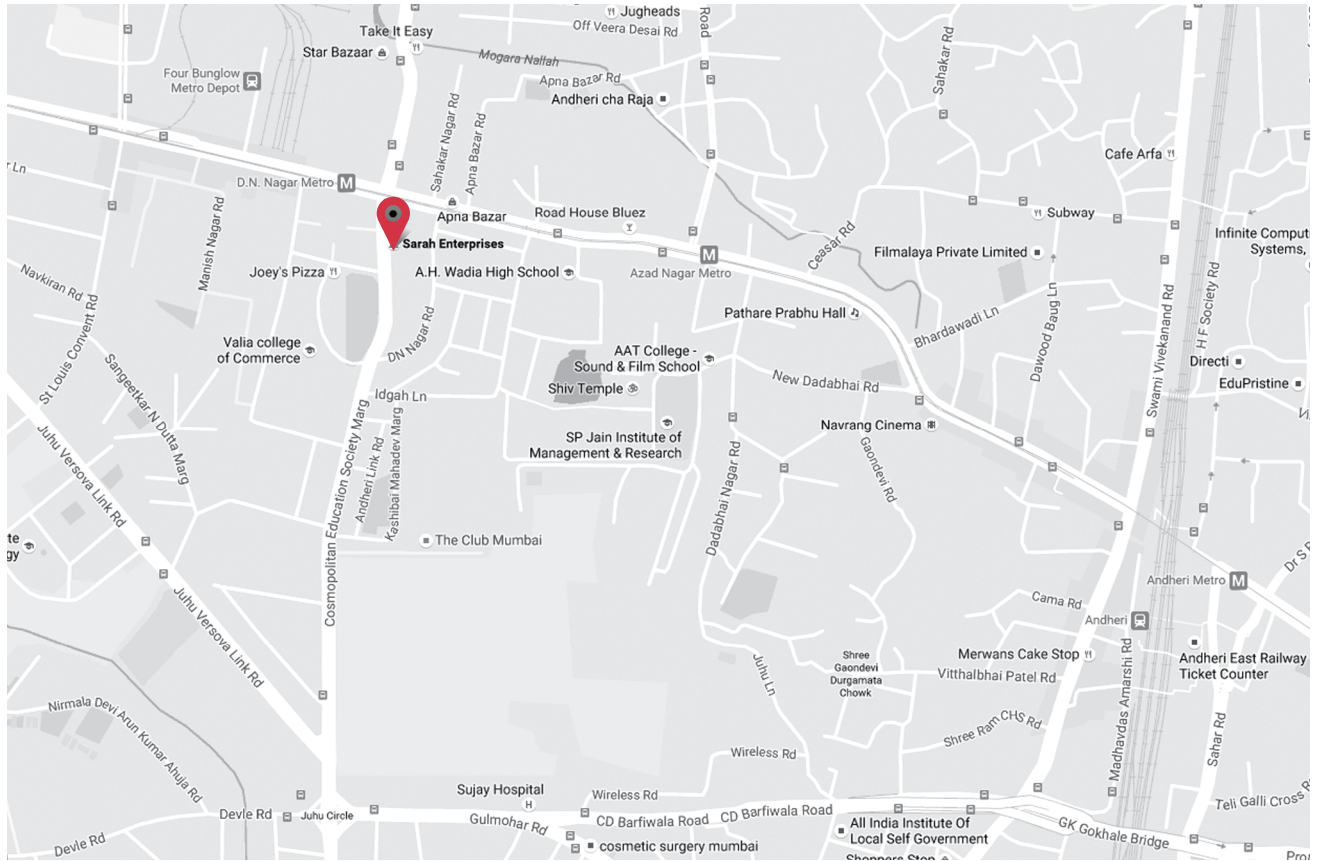 Jugheads
Off Veera Desai Rd
Road
Take It Easy
Star Bazaar
Mogara Nallah
Sahakar Rd
Four Bunglow
Metro Depot
Apna Bazar Rd
Andheri cha Raja
Sahakar Nagar Rd
Apna Bazar Rd
Cafe Arfa
r Ln
D.N. Nagar Metro
M
Manish Nagar Rd
Apna Bazar
Road House Bluez
Subway
Sarah Enterprises
Ceasar Rd
Filmalaya Private Limited
Infinite Computi
Systems,
M
Joey's Pizza
A.H. Wadia High School
Azad Nagar Metro
Navkiran Rd
St Louis Convent Rd
Pathare Prabhu Hall
Bhardawadi Ln
Dawood Baug Ln
Swami Vivekanand Rd
H F Society Rd
Valia college
of Commerce
DN Nagar Rd
AAT College -
Sound & Film School
Directi
Sangeetkar N Dutta Marg
Idgah Ln
Shiv Temple
New Dadabhai Rd
EduPristine
Juhu Versova Link Rd
Cosmopolitan Education Society Marg
Andheri Link Rd
Kashibai Mahadev Marg
SP Jain Institute of
Management & Research
Navrang Cinema
Gaondevi Rd
Dadabhai Nagar Rd
Vi
te
gy
The Club Mumbai
Dr S
Andheri Metro
M
Juhu Versova Link Rd
Cama Rd
Andheri
Juhu Ln
Shree
Gaondevi
Durgamata
Chowk
Merwans Cake Stop
Vitthalbhai Patel Rd
Madhavdas Amarshi Rd
Andheri East Railway
Ticket Counter
Nirmala Devi Arun Kumar Ahuja Rd
Shree Ram CHS Rd
Sahar Rd
Wireless Rd
Sujay Hospital
H
Wireless Rd
Teli Galli Cross R
Devle Rd
Juhu Circle
Gulmohar Rd
CD Barfiwala Road
CD Barfiwala Road
All India Institute Of
Local Self Government
GK Gokhale Bridge
Devle Rd
cosmetic surgery mumbai
Shoppers Stop